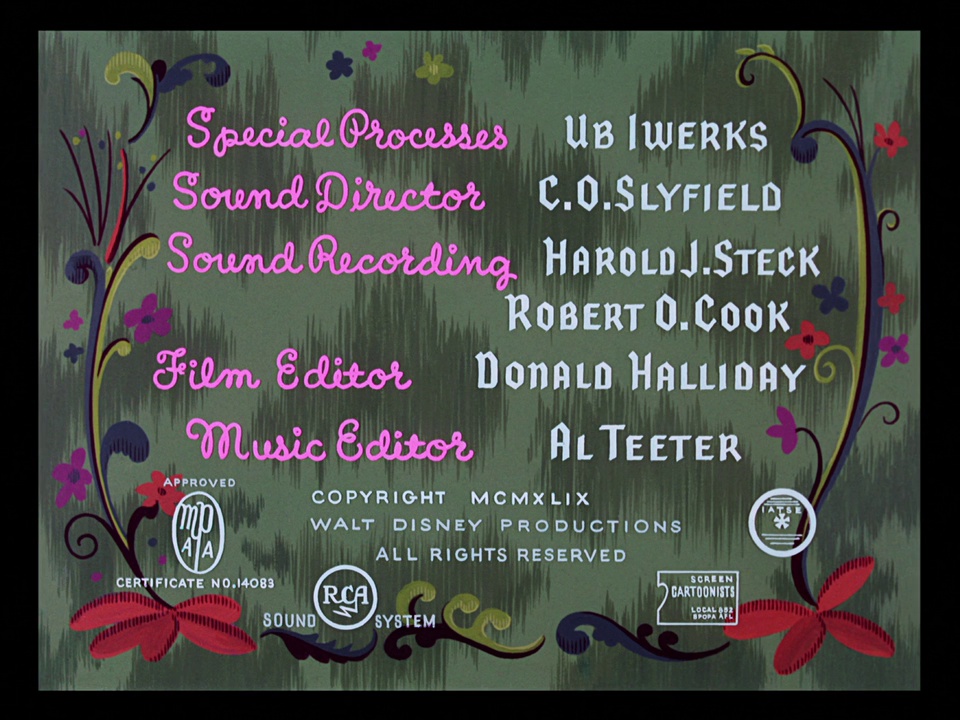 Special Processes UB IWERKS
Sound Director C.O.SLYFIELD
Sound Recording HAROLD J.STECK
ROBERT O.COOK
Film Editor DONALD HALLIDAY
Music Editor AL TEETER
APPROVED
MPAA
CERTIFICATE NO.14083
COPYRIGHT MCMXLIX
WALT DISNEY PRODUCTIONS
ALL RIGHTS RESERVED
IATSE
SOUND RCA SYSTEM
SCREEN
CARTOONISTS
LOCAL 852
BPOPA AFL